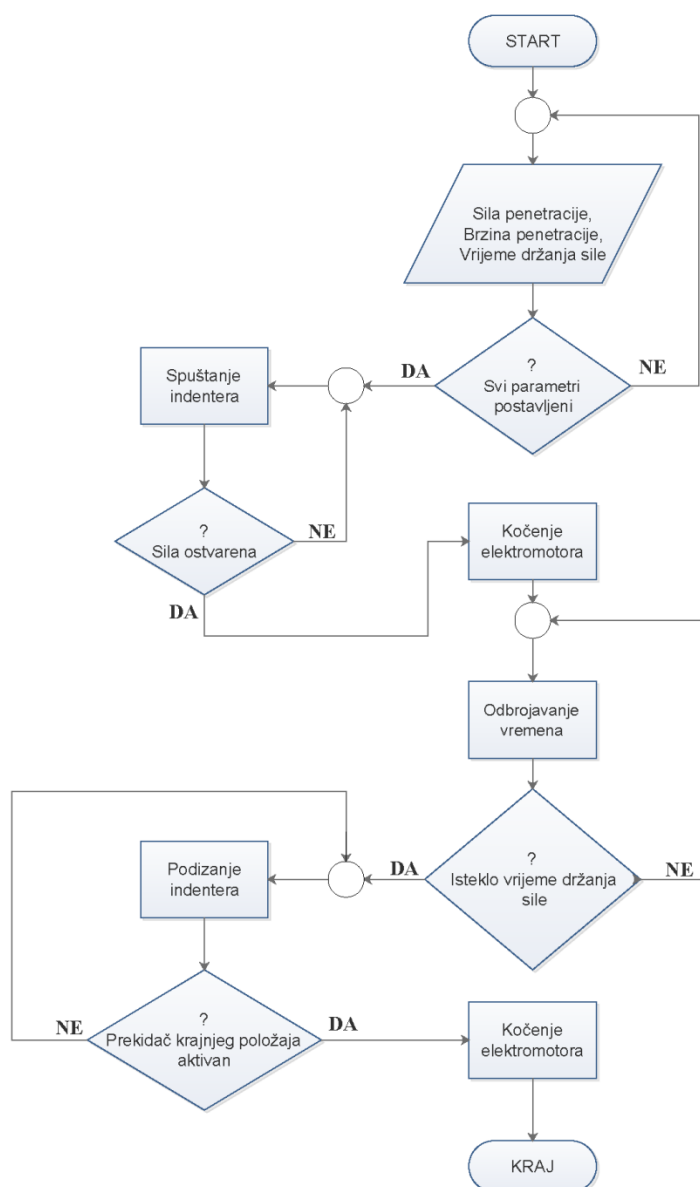 START
Sila penetracije,
Brzina penetracije,
Vrijeme držanja sile
?
Svi parametri
postavljeni
DA
NE
Spuštanje
indentera
?
Sila ostvarena
NE
DA
Kočenje
elektromotora
Odbrojavanje
vremena
?
Isteklo vrijeme držanja
sile
DA
NE
Podizanje
indentera
?
Prekidač krajnjeg položaja
aktivan
NE
DA
Kočenje
elektromotora
KRAJ